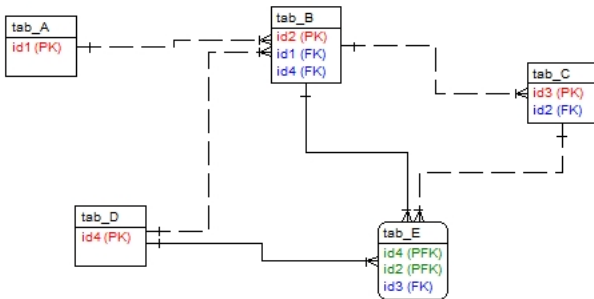 tab_A
id1 (PK)
tab_B
id2 (PK)
id1 (FK)
id4 (FK)
tab_C
id3 (PK)
id2 (FK)
tab_D
id4 (PK)
tab_E
id4 (PFK)
id2 (PFK)
id3 (FK)